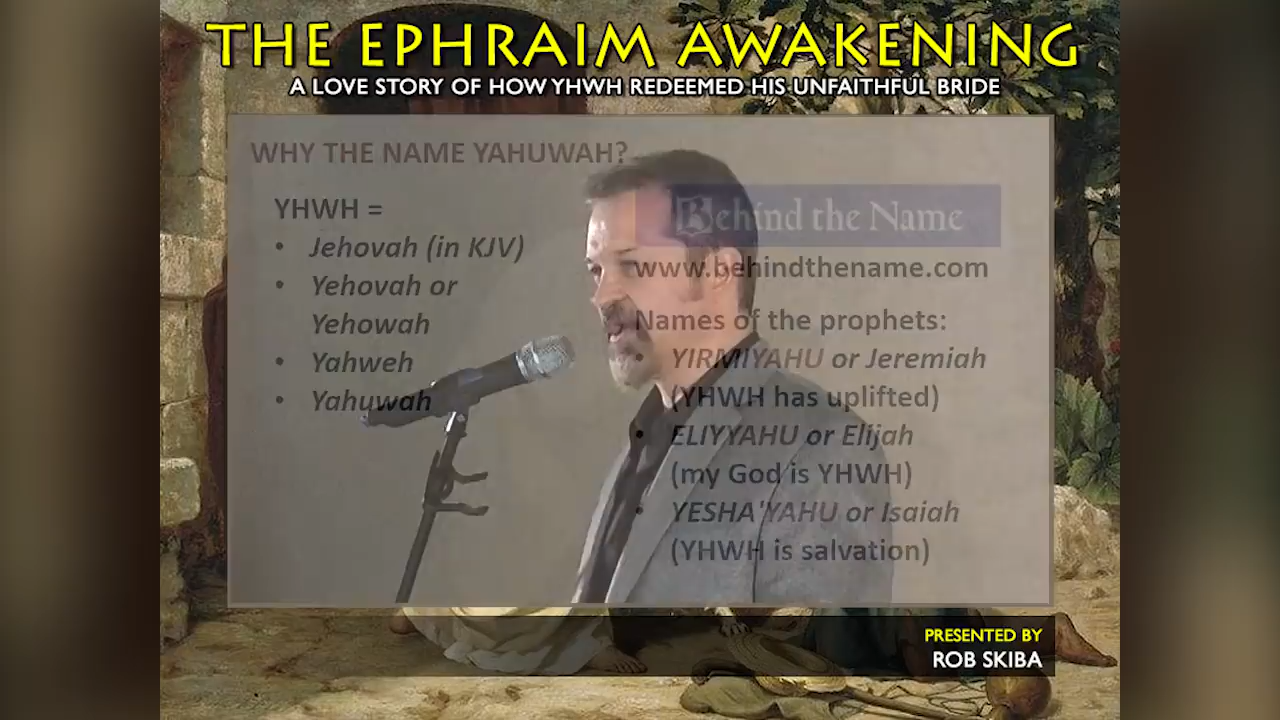 THE EPHRAIM AWAKENING
A LOVE STORY OF HOW YHWH REDEEMED HIS UNFAITHFUL BRIDE
WHY THE NAME YAHUWAH?
YHWH =
• Jehovah (in KJV)
• Yehovah or
Yehowah
• Yahweh
• Yahuwah
Behind the Name
www.behindthename.com
Names of the prophets:
• YIRMIYAHU or Jeremiah
(YHWH has uplifted)
• ELIYYAHU or Elijah
(my God is YHWH)
• YESHA'YAHU or Isaiah
(YHWH is salvation)
PRESENTED BY
ROB SKIBA